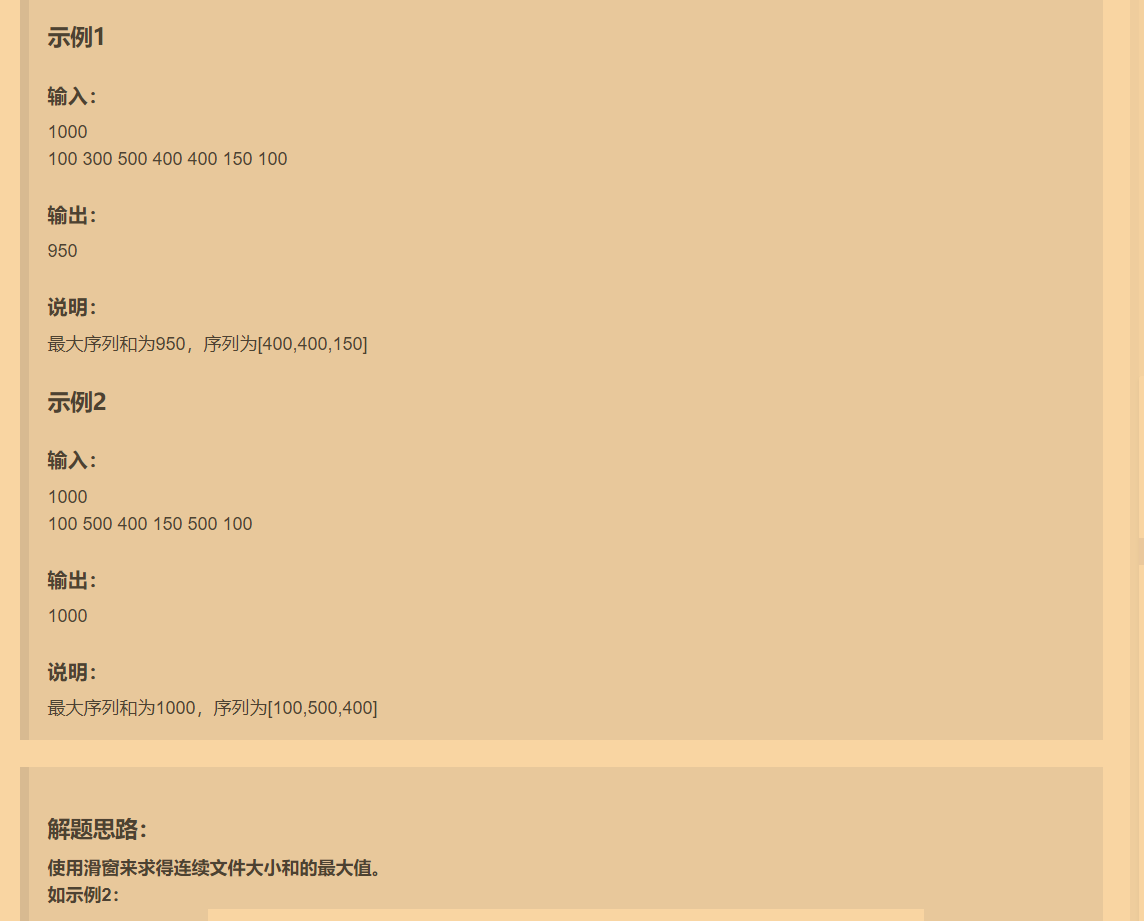 示例1
输入：
1000
100 300 500 400 400 150 100
输出：
950
说明：
最大序列和为950，序列为[400,400,150]
示例2
输入：
1000
100 500 400 150 500 100
输出：
1000
说明：
最大序列和为1000，序列为[100,500,400]
解题思路：
使用滑窗来求得连续文件大小和的最大值。
如示例2：